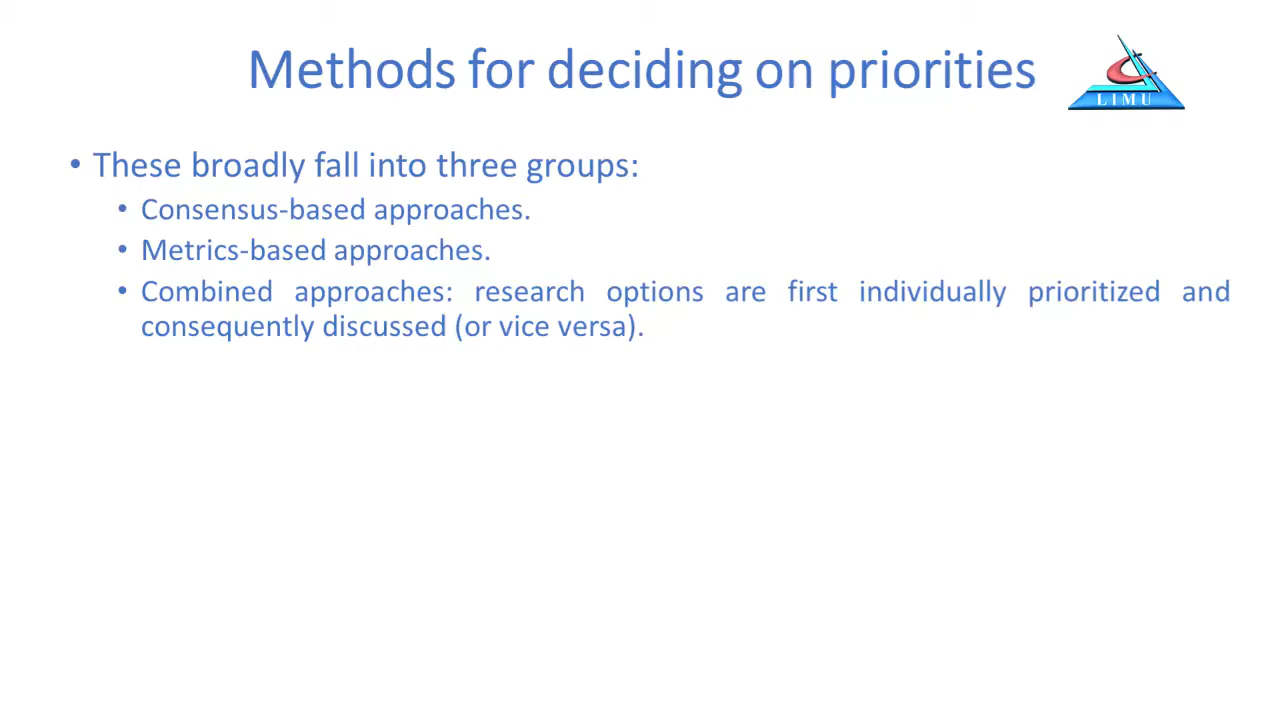 Methods for deciding on priorities
LIMU
• These broadly fall into three groups:
• Consensus-based approaches.
• Metrics-based approaches.
• Combined approaches: research options are first individually prioritized and
consequently discussed (or vice versa).